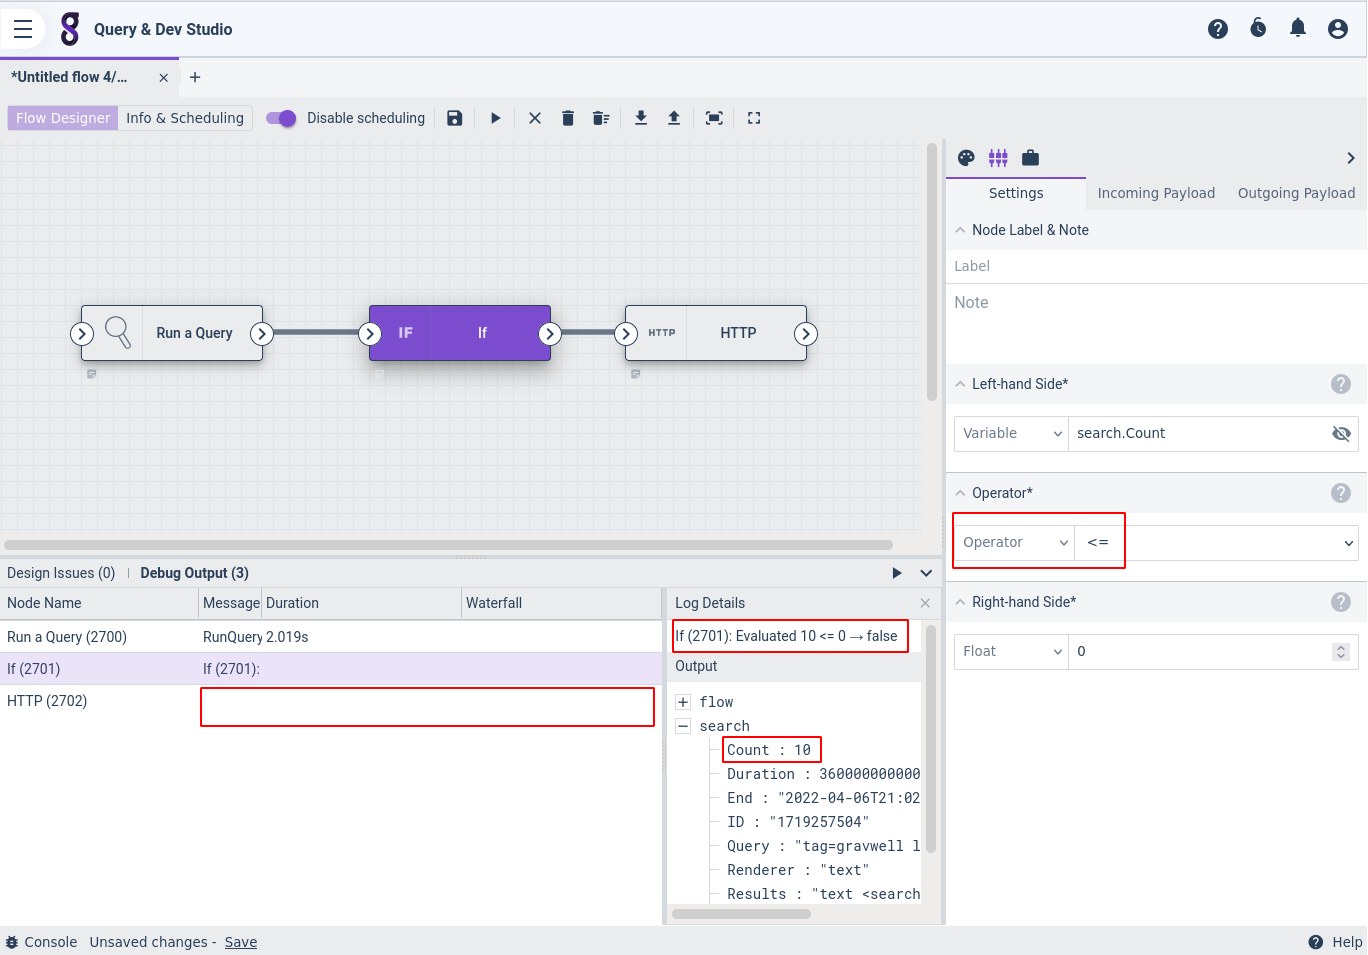 Query & Dev Studio
*Untitled flow 4/...
Flow Designer Info & Scheduling Disable scheduling
Settings Incoming Payload Outgoing Payload
Node Label & Note
Label
Note
Run a Query
IF If
HTTP HTTP
Left-hand Side*
Variable search.Count
Operator*
Operator <=
Right-hand Side*
Float 0
Design Issues (0) Debug Output (3)
Node Name Message Duration Waterfall
Run a Query (2700) RunQuery 2.019s
If (2701) If (2701):
HTTP (2702)
Log Details
If (2701): Evaluated 10 <= 0 → false
Output
flow
search
Count : 10
Duration : 360000000000
End : "2022-04-06T21:02
ID : "1719257504"
Query : "tag=gravwell l
Renderer : "text"
Results : "text <search
Console Unsaved changes - Save
Help